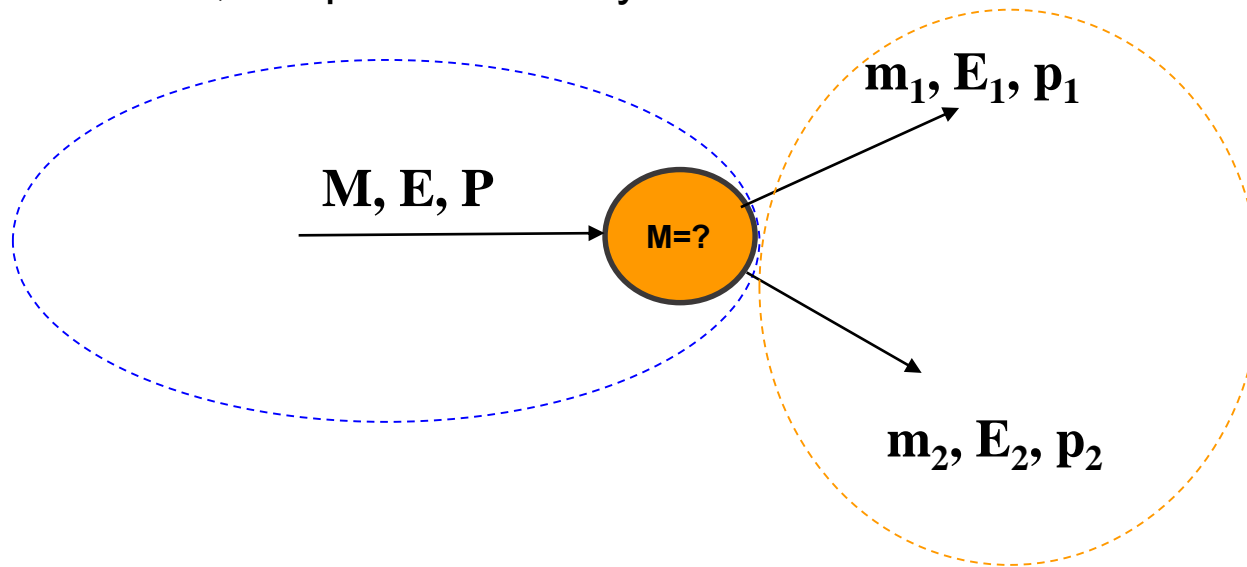 m₁, E₁, p₁
M, E, P
M=?
m₂, E₂, p₂